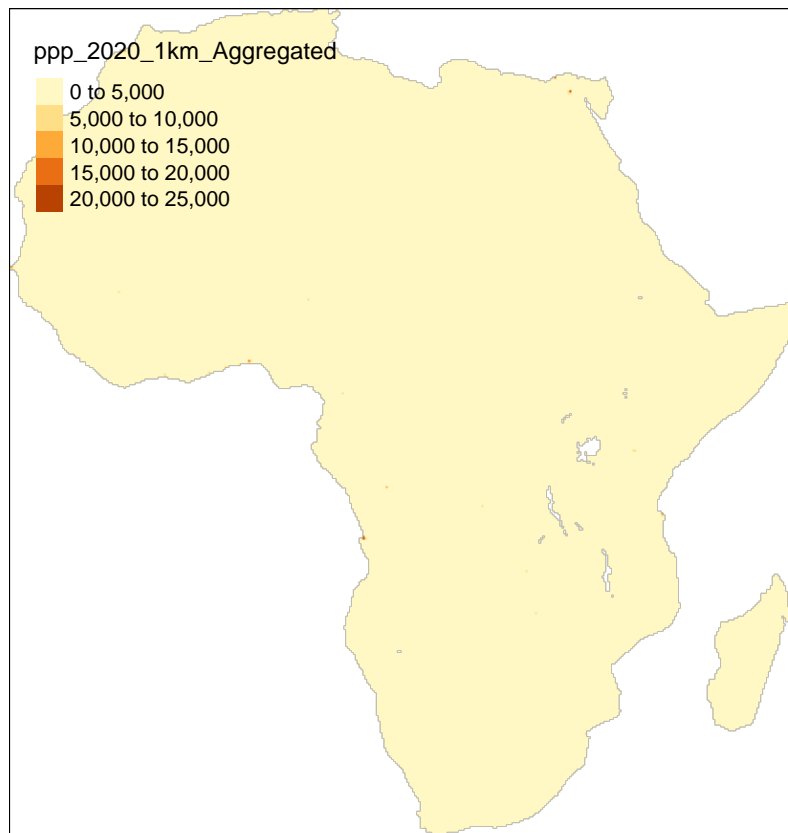 ppp_2020_1km_Aggregated
0 to 5,000
5,000 to 10,000
10,000 to 15,000
15,000 to 20,000
20,000 to 25,000